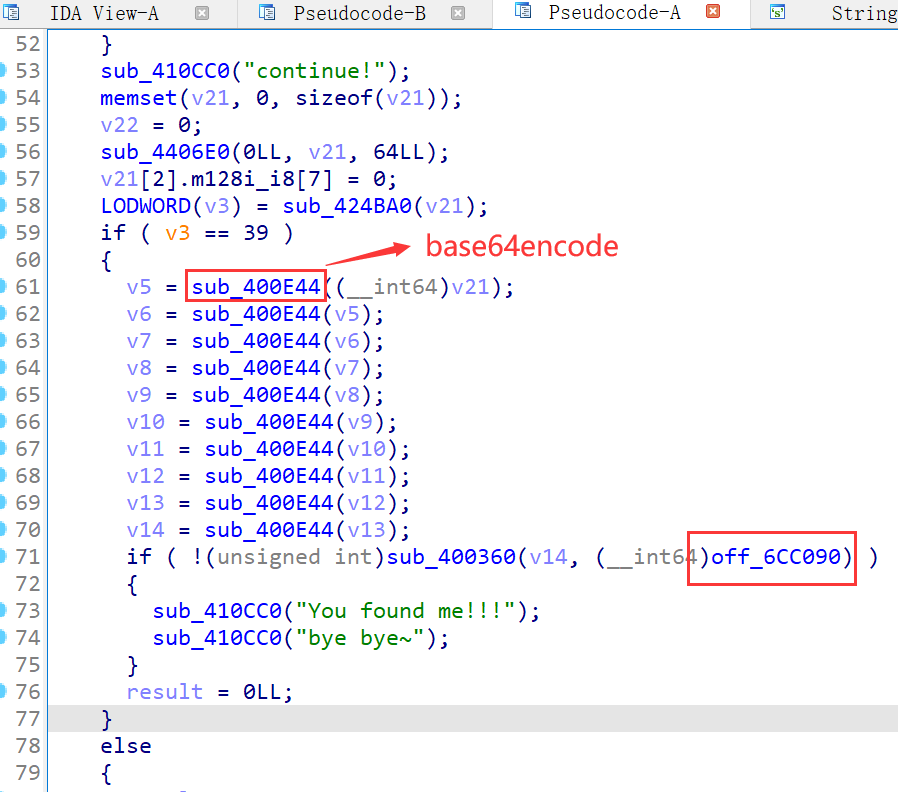 IDA View-A Pseudocode-B Pseudocode-A String
52 }
53 sub_410CC0("continue!");
54 memset(v21, 0, sizeof(v21));
55 v22 = 0;
56 sub_4406E0(0LL, v21, 64LL);
57 v21[2].m128i_i8[7] = 0;
58 LODWORD(v3) = sub_424BA0(v21);
59 if ( v3 == 39 )
base64encode
60 {
61 v5 = sub_400E44((__int64)v21);
62 v6 = sub_400E44(v5);
63 v7 = sub_400E44(v6);
64 v8 = sub_400E44(v7);
65 v9 = sub_400E44(v8);
66 v10 = sub_400E44(v9);
67 v11 = sub_400E44(v10);
68 v12 = sub_400E44(v11);
69 v13 = sub_400E44(v12);
70 v14 = sub_400E44(v13);
71 if ( !(unsigned int)sub_400360(v14, (__int64)off_6CC090) )
72 {
73 sub_410CC0("You found me!!!");
74 sub_410CC0("bye bye~");
75 }
76 result = 0LL;
77 }
78 else
79 {